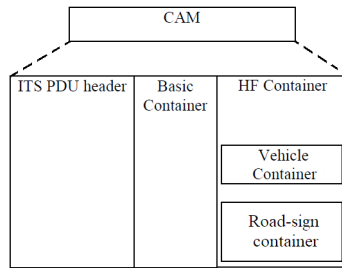 CAM
ITS PDU header
Basic
Container
HF Container
Vehicle
Container
Road-sign
container